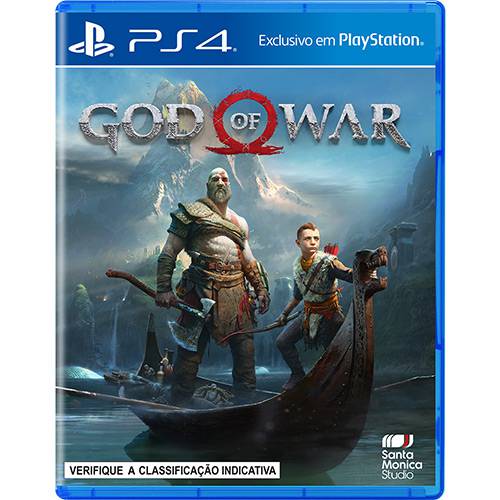 PS4
Exclusivo em PlayStation®
GOD OF WAR
VERIFIQUE A CLASSIFICAÇÃO INDICATIVA
Santa
Monica
Studio